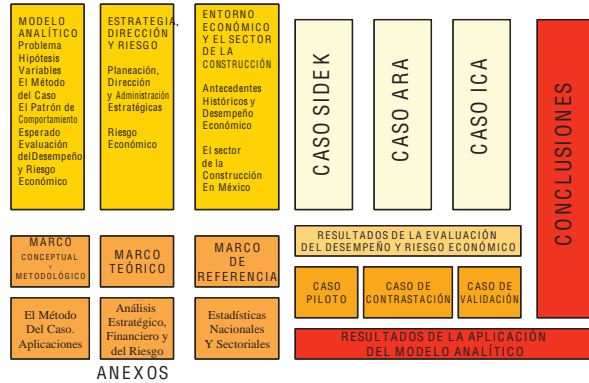 MODELO
ANALÍTICO
Problema
Hipótesis
Variables
El Método
del Caso
El Patrón de
Comportamiento
Esperado
Evaluación
delDesempeño
y Riesgo
Económico
ESTRATEGIA,
DIRECCIÓN
Y RIESGO
Planeación,
Dirección
y Administración
Estratégicas
Riesgo
Económico
ENTORNO
ECONÓMICO
Y EL SECTOR
DE LA
CONSTRUCCIÓN
Antecedentes
Históricos y
Desempeño
Económico
El sector
de la
Construcción
En México
CASO SIDEK
CASO ARA
CASO ICA
CONCLUSIONES
MARCO
CONCEPTUAL
Y
METODOLÓGICO
MARCO
TEÓRICO
MARCO
DE
REFERENCIA
RESULTADOS DE LA EVALUACIÓN
DEL DESEMPEÑO Y RIESGO ECONÓMICO
CASO
PILOTO
CASO DE
CONTRASTACIÓN
CASO DE
VALIDACIÓN
El Método
Del Caso.
Aplicaciones
Análisis
Estratégico,
Financiero y
del Riesgo
Estadísticas
Nacionales
Y Sectoriales
RESULTADOS DE LA APLICACIÓN
DEL MODELO ANALÍTICO
ANEXOS